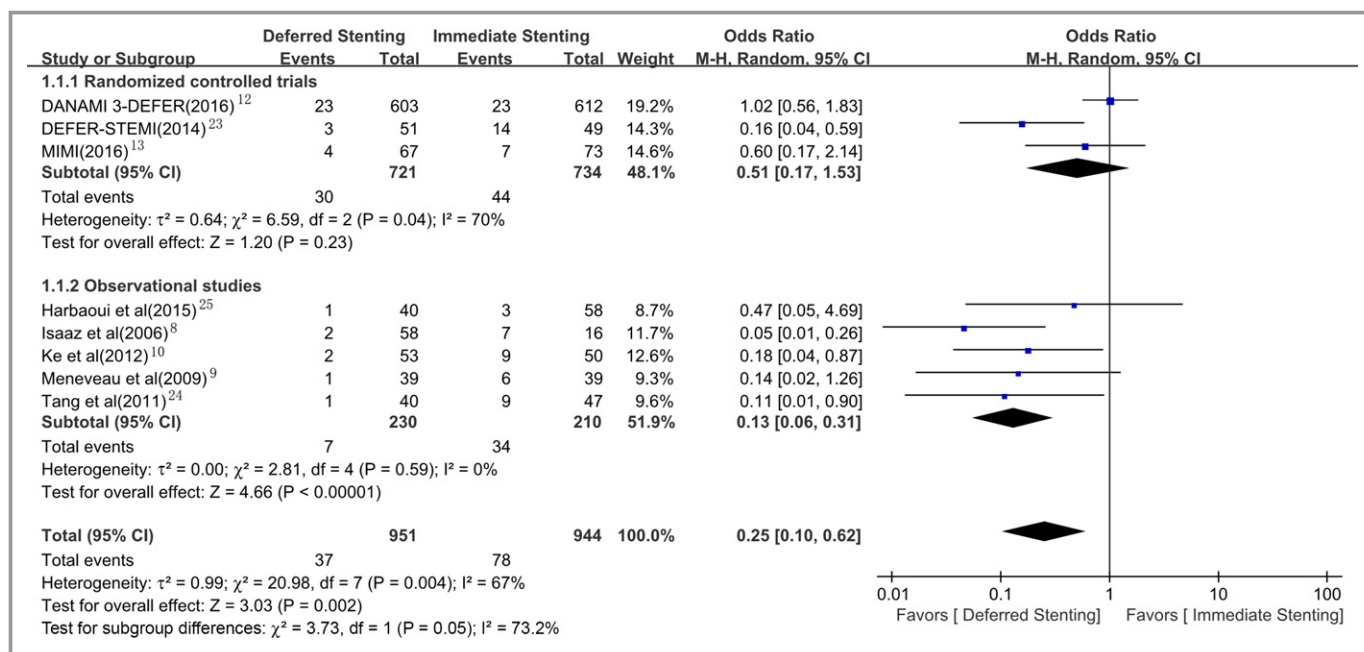 Deferred Stenting Immediate Stenting Odds Ratio Odds Ratio
Study or Subgroup Events Total Events Total Weight M-H, Random, 95% CI M-H, Random, 95% CI
1.1.1 Randomized controlled trials
DANAMI 3-DEFER(2016)12 23 603 23 612 19.2% 1.02 [0.56, 1.83]
DEFER-STEMI(2014)23 3 51 14 49 14.3% 0.16 [0.04, 0.59]
MIMI(2016)13 4 67 7 73 14.6% 0.60 [0.17, 2.14]
Subtotal (95% CI) 721 734 48.1% 0.51 [0.17, 1.53]
Total events 30 44
Heterogeneity: τ² = 0.64; χ² = 6.59, df = 2 (P = 0.04); I² = 70%
Test for overall effect: Z = 1.20 (P = 0.23)
1.1.2 Observational studies
Harbaoui et al(2015)25 1 40 3 58 8.7% 0.47 [0.05, 4.69]
Isaaz et al(2006)8 2 58 7 16 11.7% 0.05 [0.01, 0.26]
Ke et al(2012)10 2 53 9 50 12.6% 0.18 [0.04, 0.87]
Meneveau et al(2009)9 1 39 6 39 9.3% 0.14 [0.02, 1.26]
Tang et al(2011)24 1 40 9 47 9.6% 0.11 [0.01, 0.90]
Subtotal (95% CI) 230 210 51.9% 0.13 [0.06, 0.31]
Total events 7 34
Heterogeneity: τ² = 0.00; χ² = 2.81, df = 4 (P = 0.59); I² = 0%
Test for overall effect: Z = 4.66 (P < 0.00001)
Total (95% CI) 951 944 100.0% 0.25 [0.10, 0.62]
Total events 37 78
Heterogeneity: τ² = 0.99; χ² = 20.98, df = 7 (P = 0.004); I² = 67%
Test for overall effect: Z = 3.03 (P = 0.002)
Test for subgroup differences: χ² = 3.73, df = 1 (P = 0.05); I² = 73.2%
0.01 0.1 1 10 100
Favors [ Deferred Stenting] Favors [ Immediate Stenting]